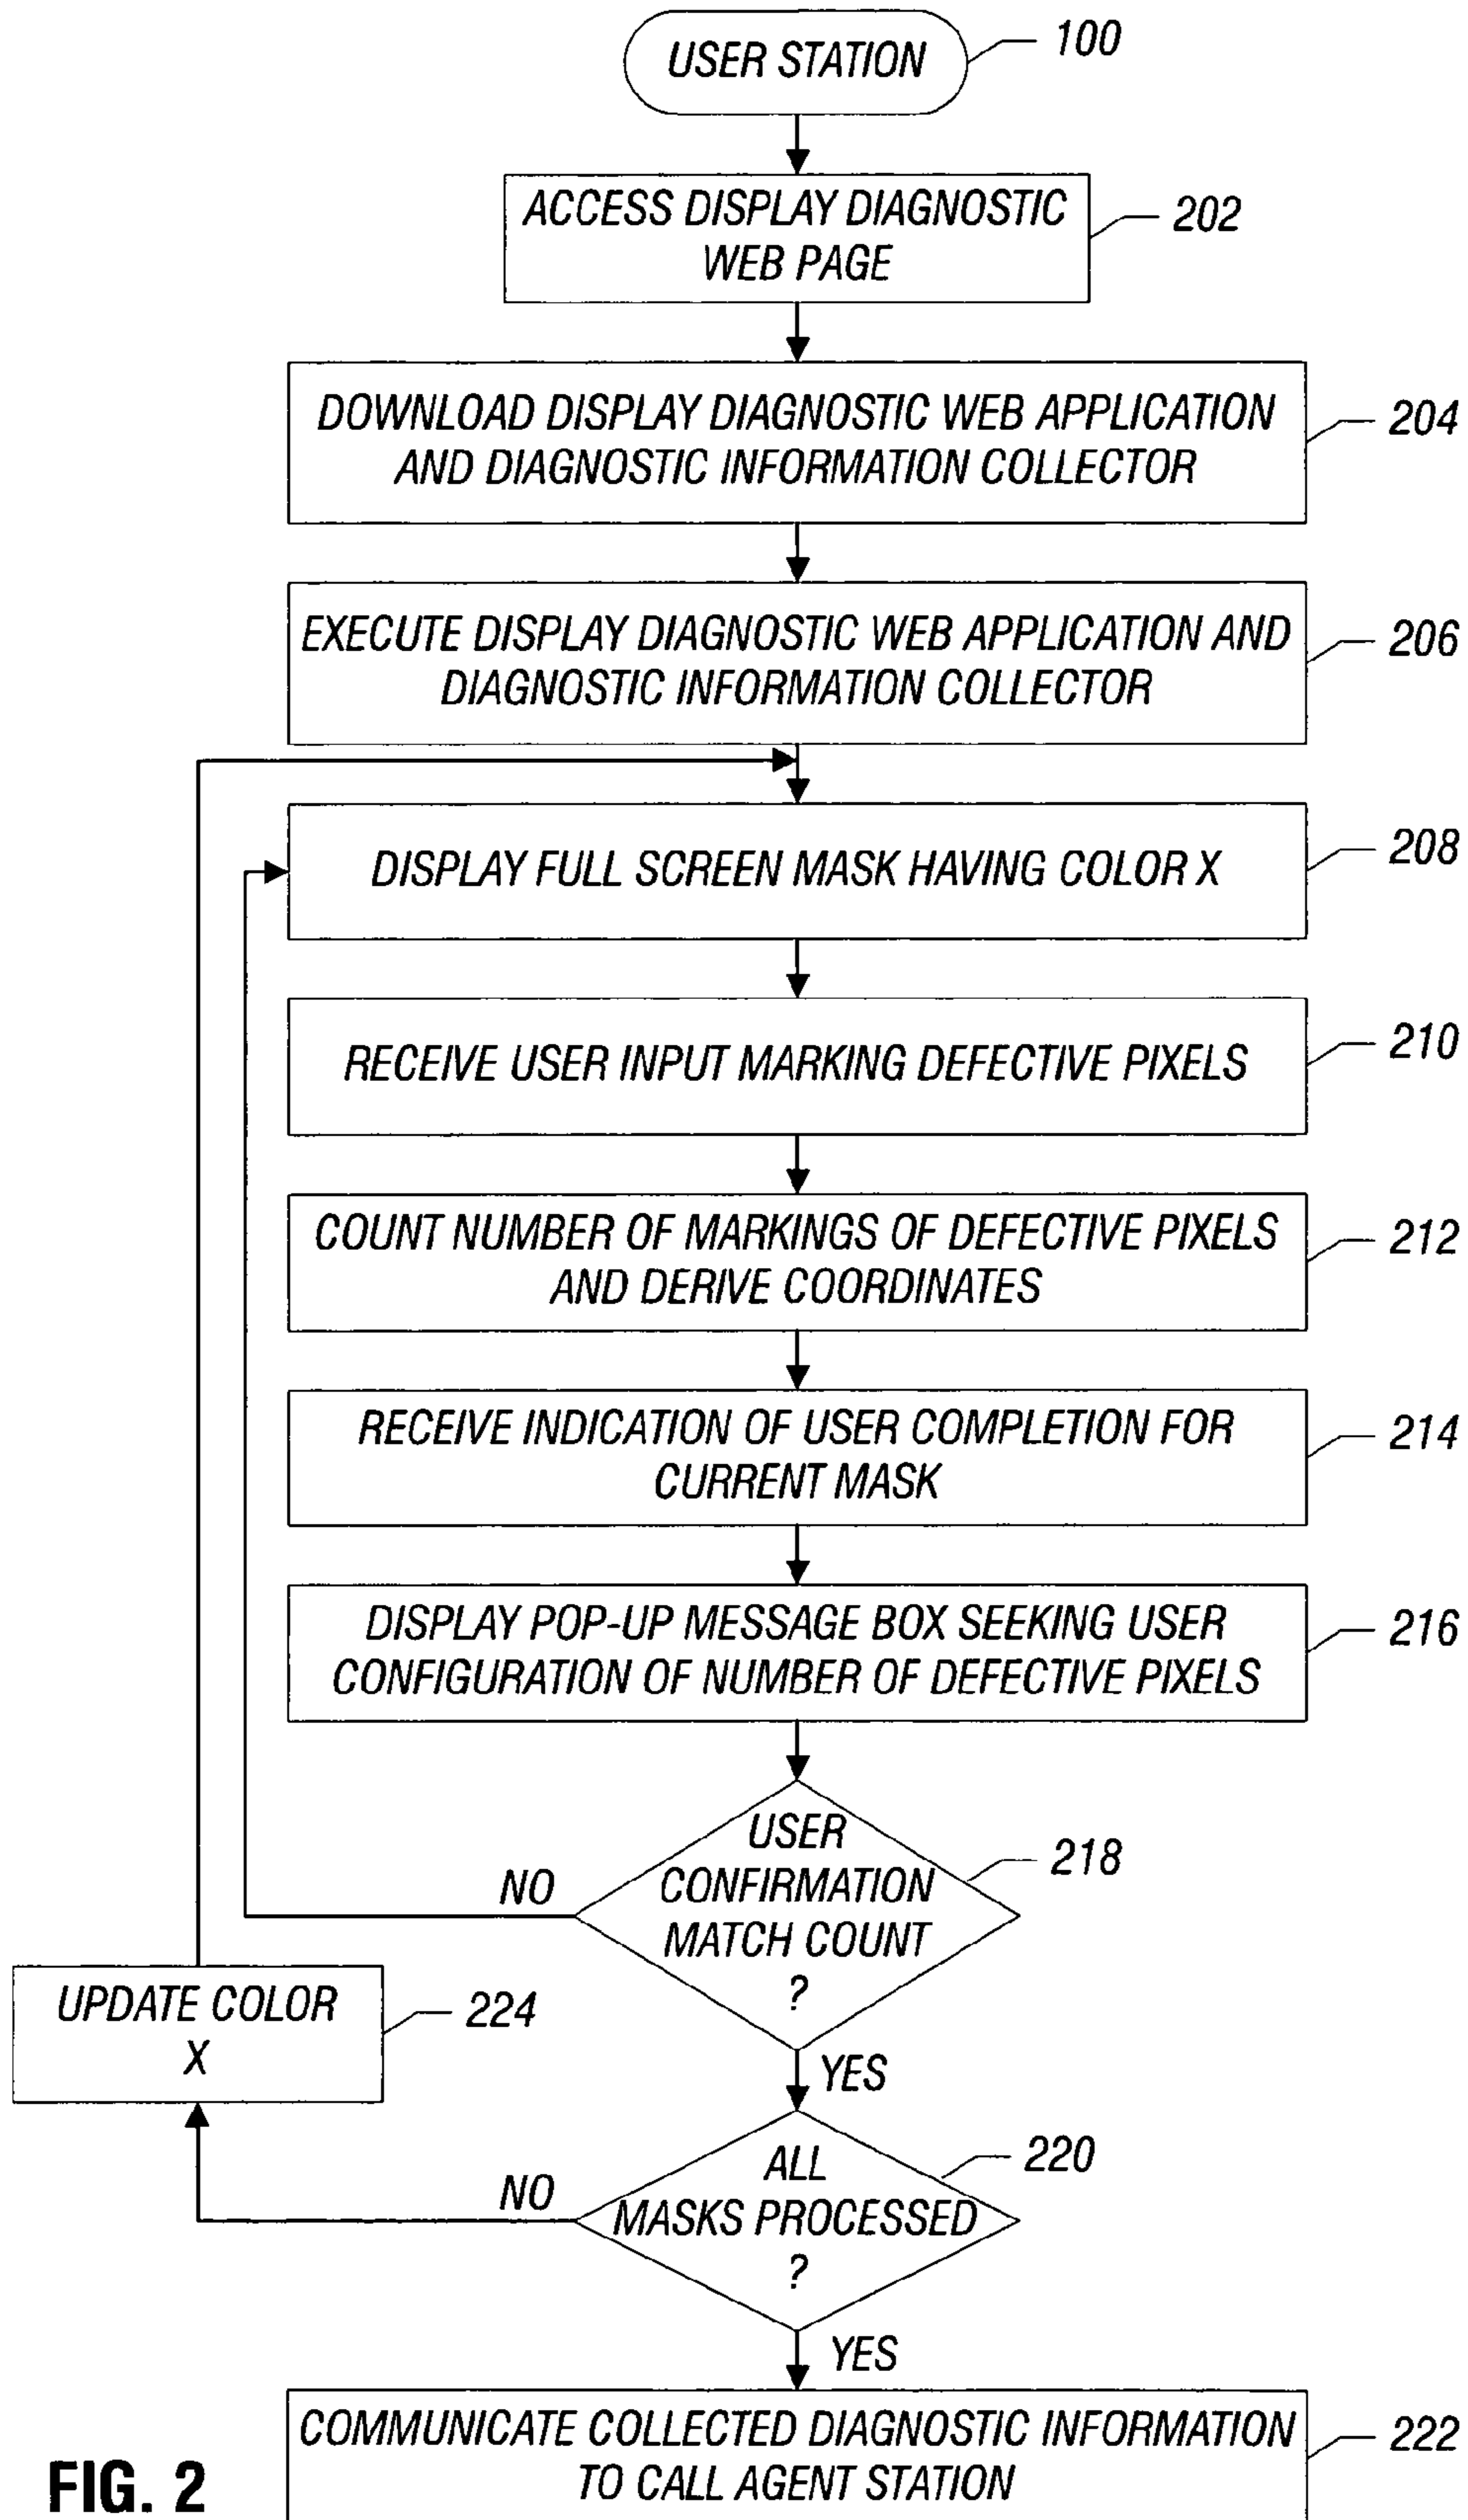 USER STATION
100
ACCESS DISPLAY DIAGNOSTIC
WEB PAGE
202
DOWNLOAD DISPLAY DIAGNOSTIC WEB APPLICATION
AND DIAGNOSTIC INFORMATION COLLECTOR
204
EXECUTE DISPLAY DIAGNOSTIC WEB APPLICATION AND
DIAGNOSTIC INFORMATION COLLECTOR
206
DISPLAY FULL SCREEN MASK HAVING COLOR X
208
RECEIVE USER INPUT MARKING DEFECTIVE PIXELS
210
COUNT NUMBER OF MARKINGS OF DEFECTIVE PIXELS
AND DERIVE COORDINATES
212
RECEIVE INDICATION OF USER COMPLETION FOR
CURRENT MASK
214
DISPLAY POP-UP MESSAGE BOX SEEKING USER
CONFIGURATION OF NUMBER OF DEFECTIVE PIXELS
216
USER
CONFIRMATION
MATCH COUNT
?
218
NO
YES
UPDATE COLOR
X
224
ALL
MASKS PROCESSED
?
220
NO
YES
COMMUNICATE COLLECTED DIAGNOSTIC INFORMATION
TO CALL AGENT STATION
222
FIG. 2